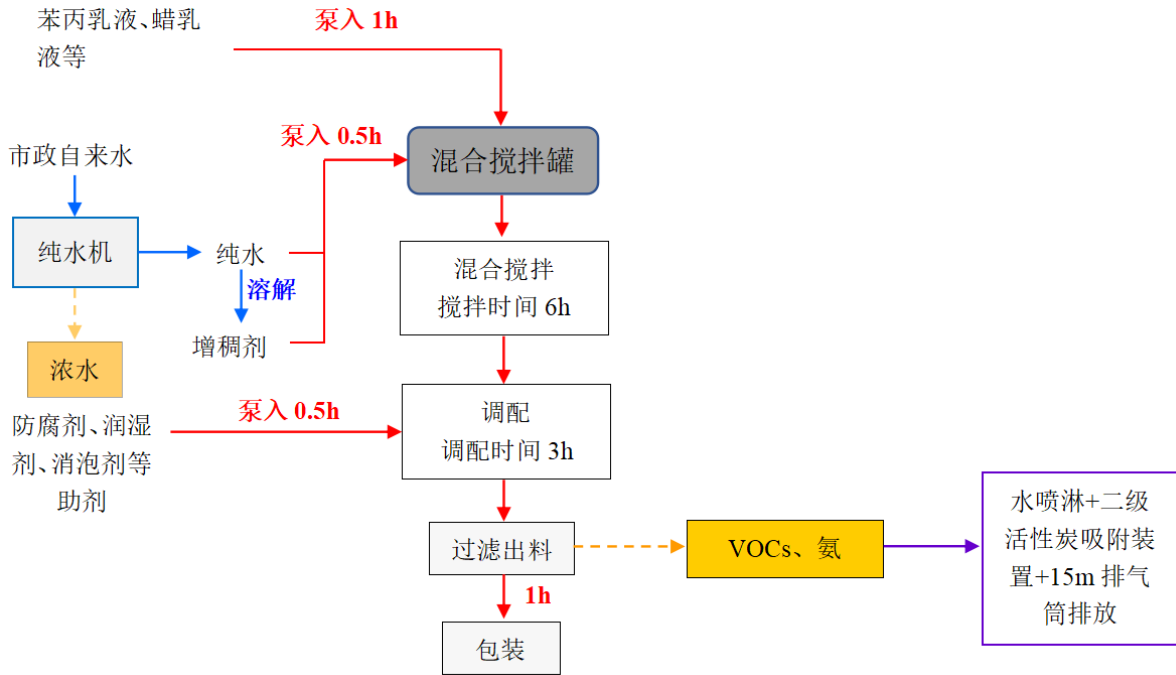 苯丙乳液、蜡乳
液等
泵入 1h
泵入 0.5h
混合搅拌罐
市政自来水
纯水机
纯水
溶解
增稠剂
混合搅拌
搅拌时间 6h
浓水
防腐剂、润湿
剂、消泡剂等
助剂
泵入 0.5h
调配
调配时间 3h
过滤出料
VOCs、氨
水喷淋+二级
活性炭吸附装
置+15m 排气
筒排放
1h
包装